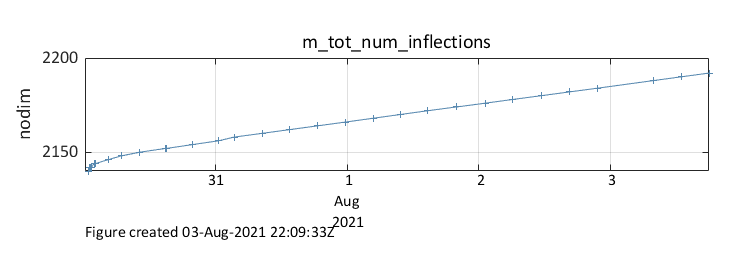 m_tot_num_inflections
2200
nodim
2150
31 1 2 3
Aug
2021
Figure created 03-Aug-2021 22:09:33Z